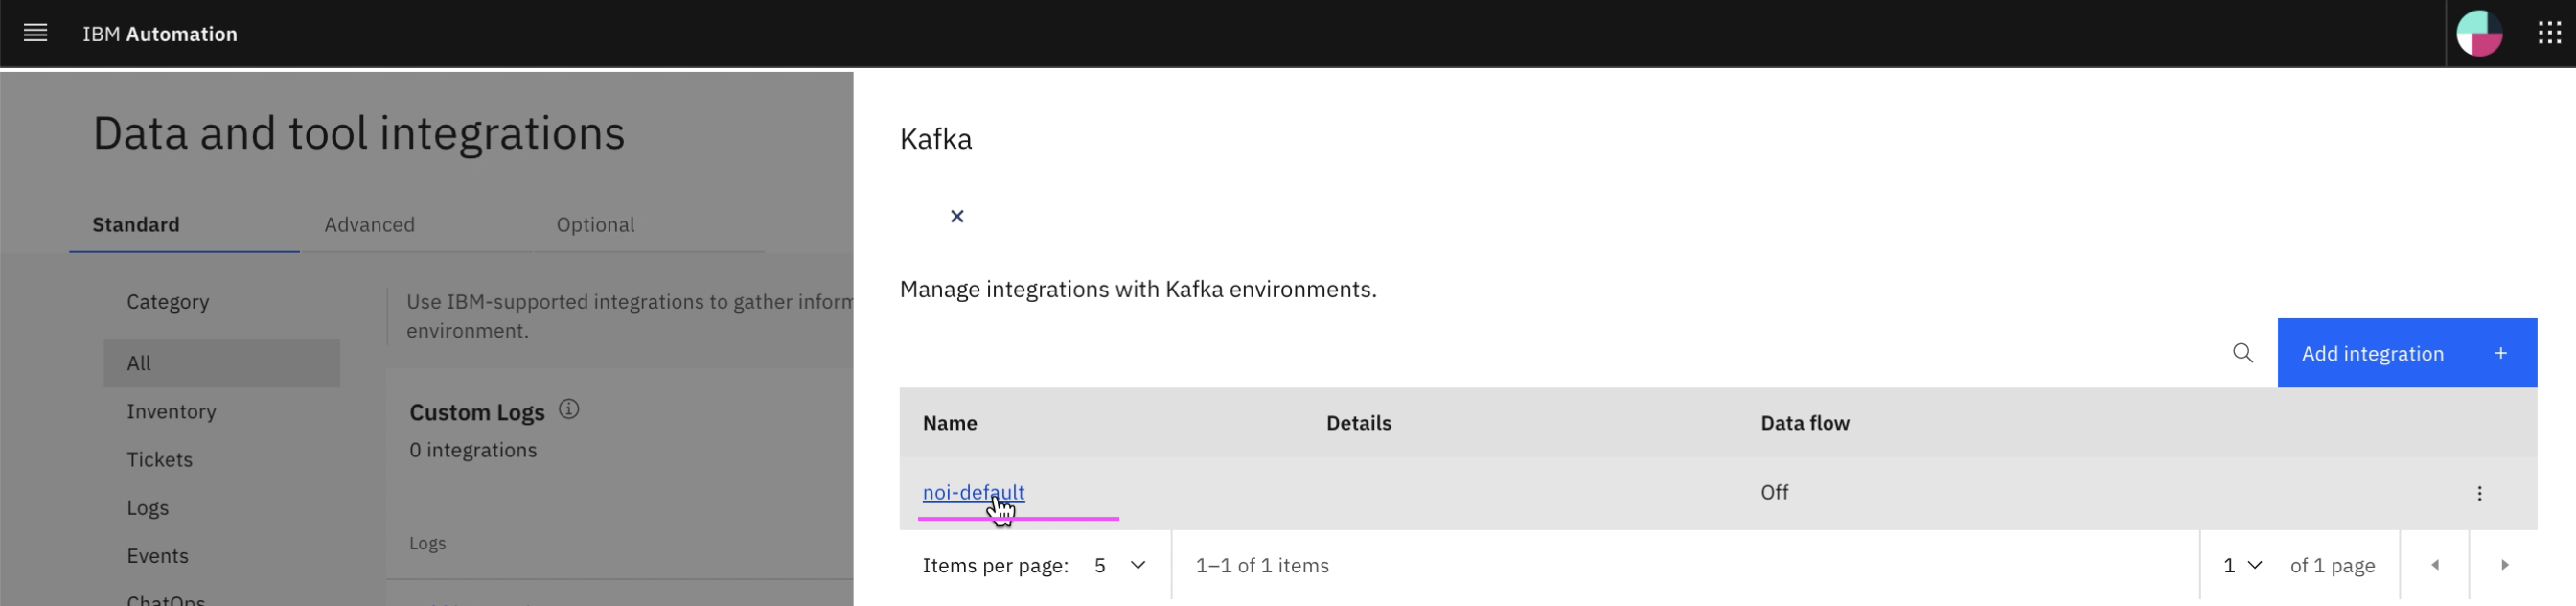 IBM Automation
Data and tool integrations
Standard
Advanced
Optional
Category
All
Inventory
Tickets
Logs
Events
ChatOps
Use IBM-supported integrations to gather inform
environment.
Custom Logs
0 integrations
Logs
Kafka
Manage integrations with Kafka environments.
Add integration +
Name Details Data flow
noi-default Off
Items per page: 5 1–1 of 1 items 1 of 1 page